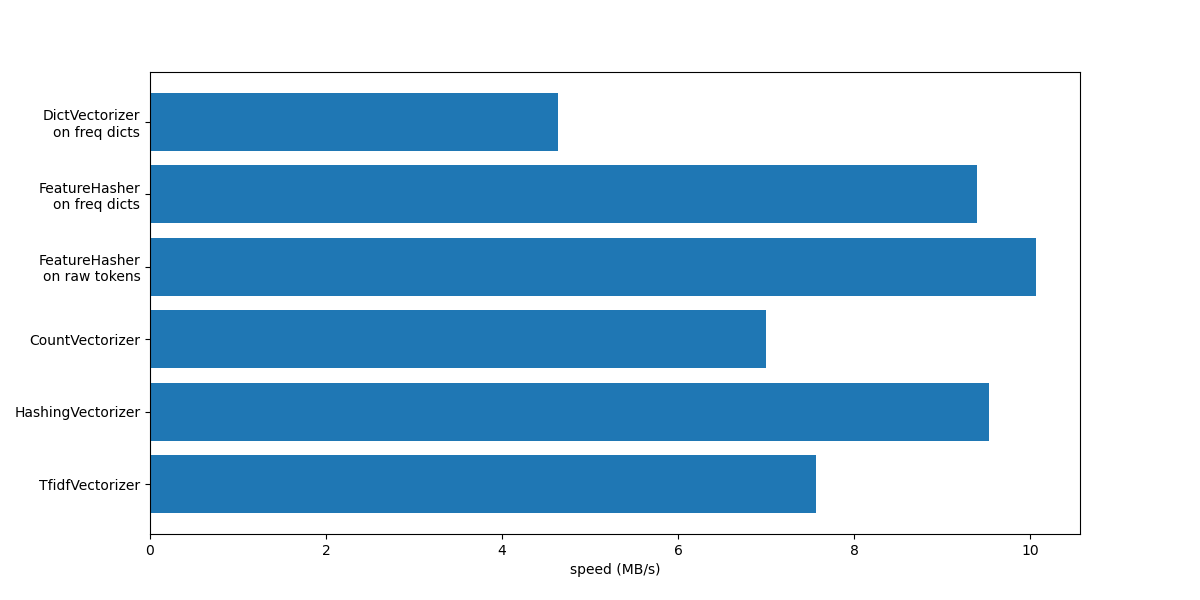 DictVectorizer
on freq dicts
FeatureHasher
on freq dicts
FeatureHasher
on raw tokens
CountVectorizer
HashingVectorizer
TfidfVectorizer
0 2 4 6 8 10
speed (MB/s)